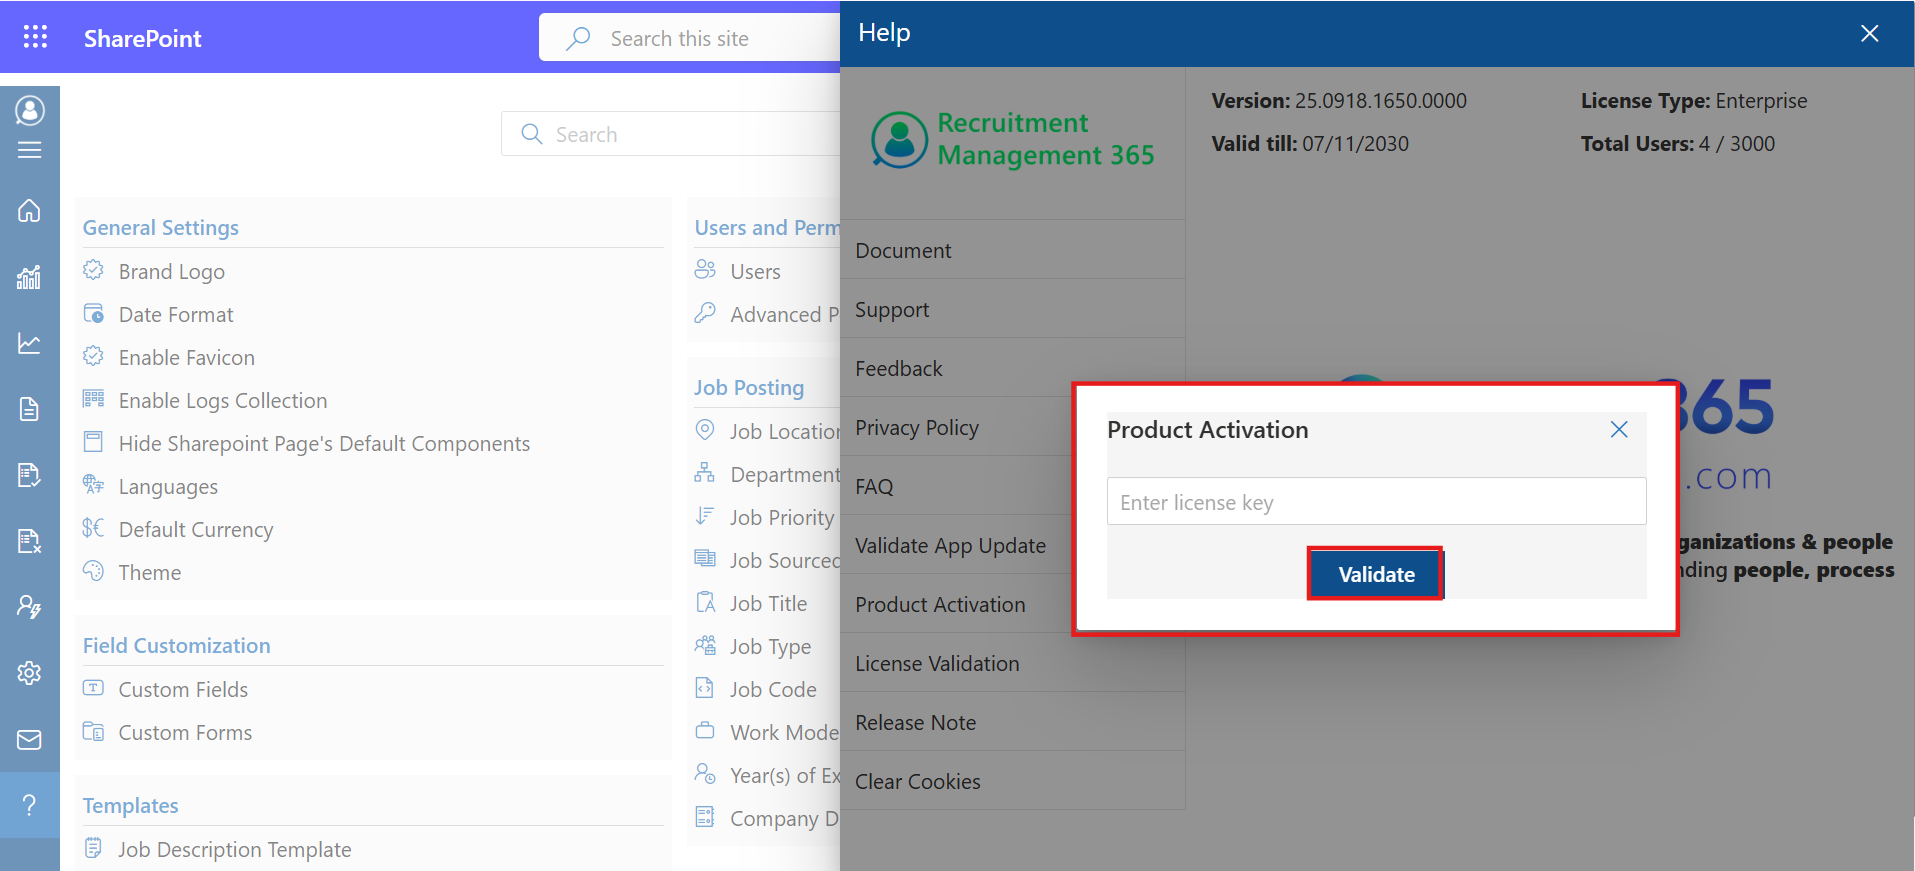 SharePoint
Search this site
Search
General Settings
Brand Logo
Date Format
Enable Favicon
Enable Logs Collection
Hide Sharepoint Page's Default Components
Languages
Default Currency
Theme
Field Customization
Custom Fields
Custom Forms
Templates
Job Description Template
Users and Perm
Users
Advanced P
Job Posting
Job Location
Department
Job Priority
Job Sourced
Job Title
Job Type
Job Code
Work Mode
Year(s) of Ex
Company D
Help
Recruitment
Management 365
Document
Support
Feedback
Privacy Policy
FAQ
Validate App Update
Product Activation
License Validation
Release Note
Clear Cookies
Version: 25.0918.1650.0000
License Type: Enterprise
Valid till: 07/11/2030
Total Users: 4 / 3000
365
.com
ganizations & people
nding people, process
Product Activation
Enter license key
Validate